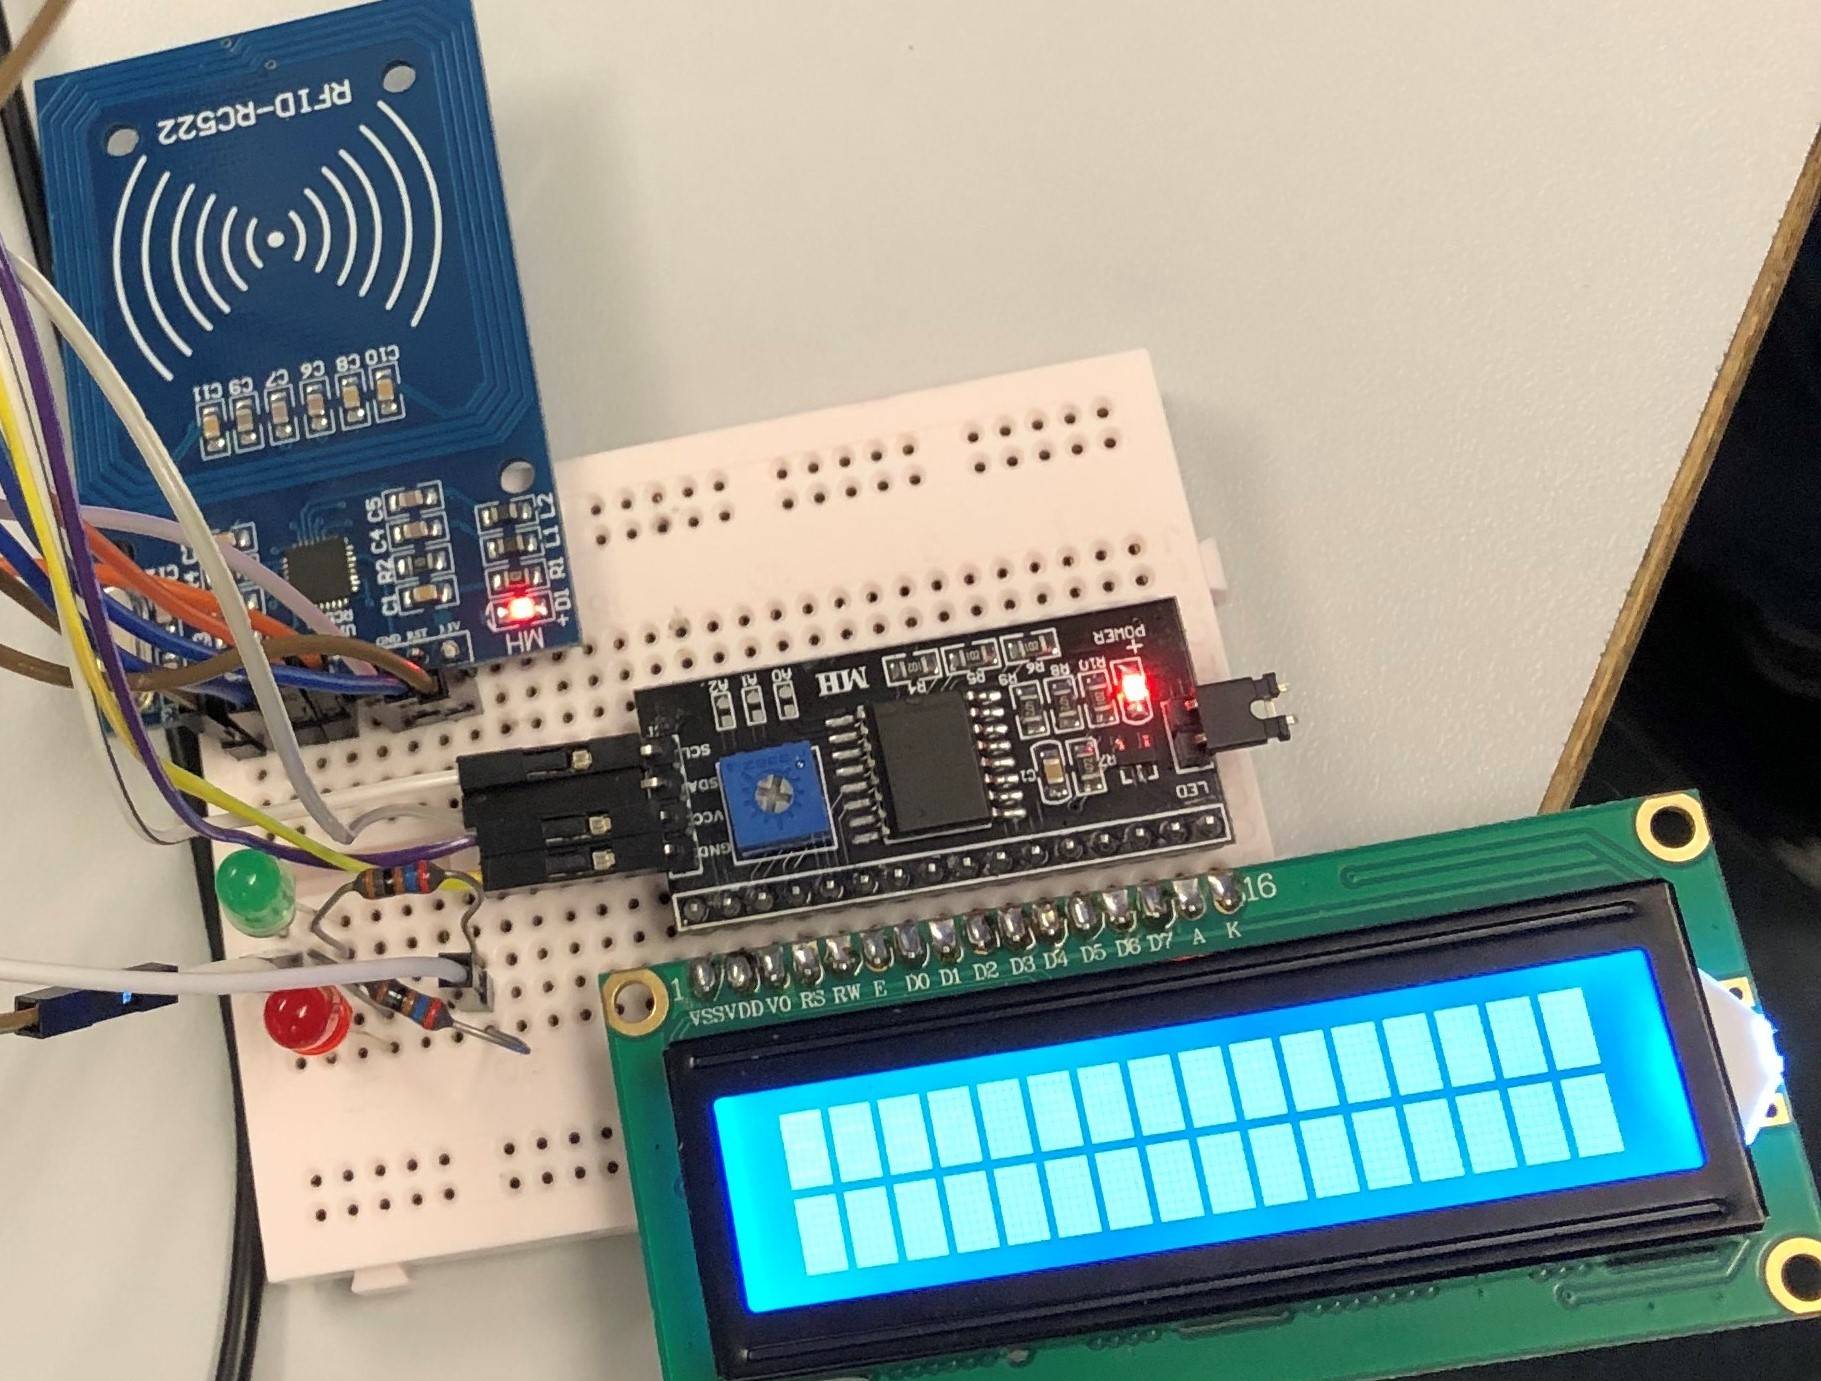 RFID-RC522
C11 C9 C7 C6 C8 C10
C5
C4
R2
C1
L2
L1
R1
+ D1
MH
GND RST
A2 A1 A0
MH
R4 R5 R6
R9 R8 R10
POWER
+
SCL
SDA
VCC
GND
C1
R7
LED
1
16
VSS VDD V0 RS RW E D0 D1 D2 D3 D4 D5 D6 D7 A K